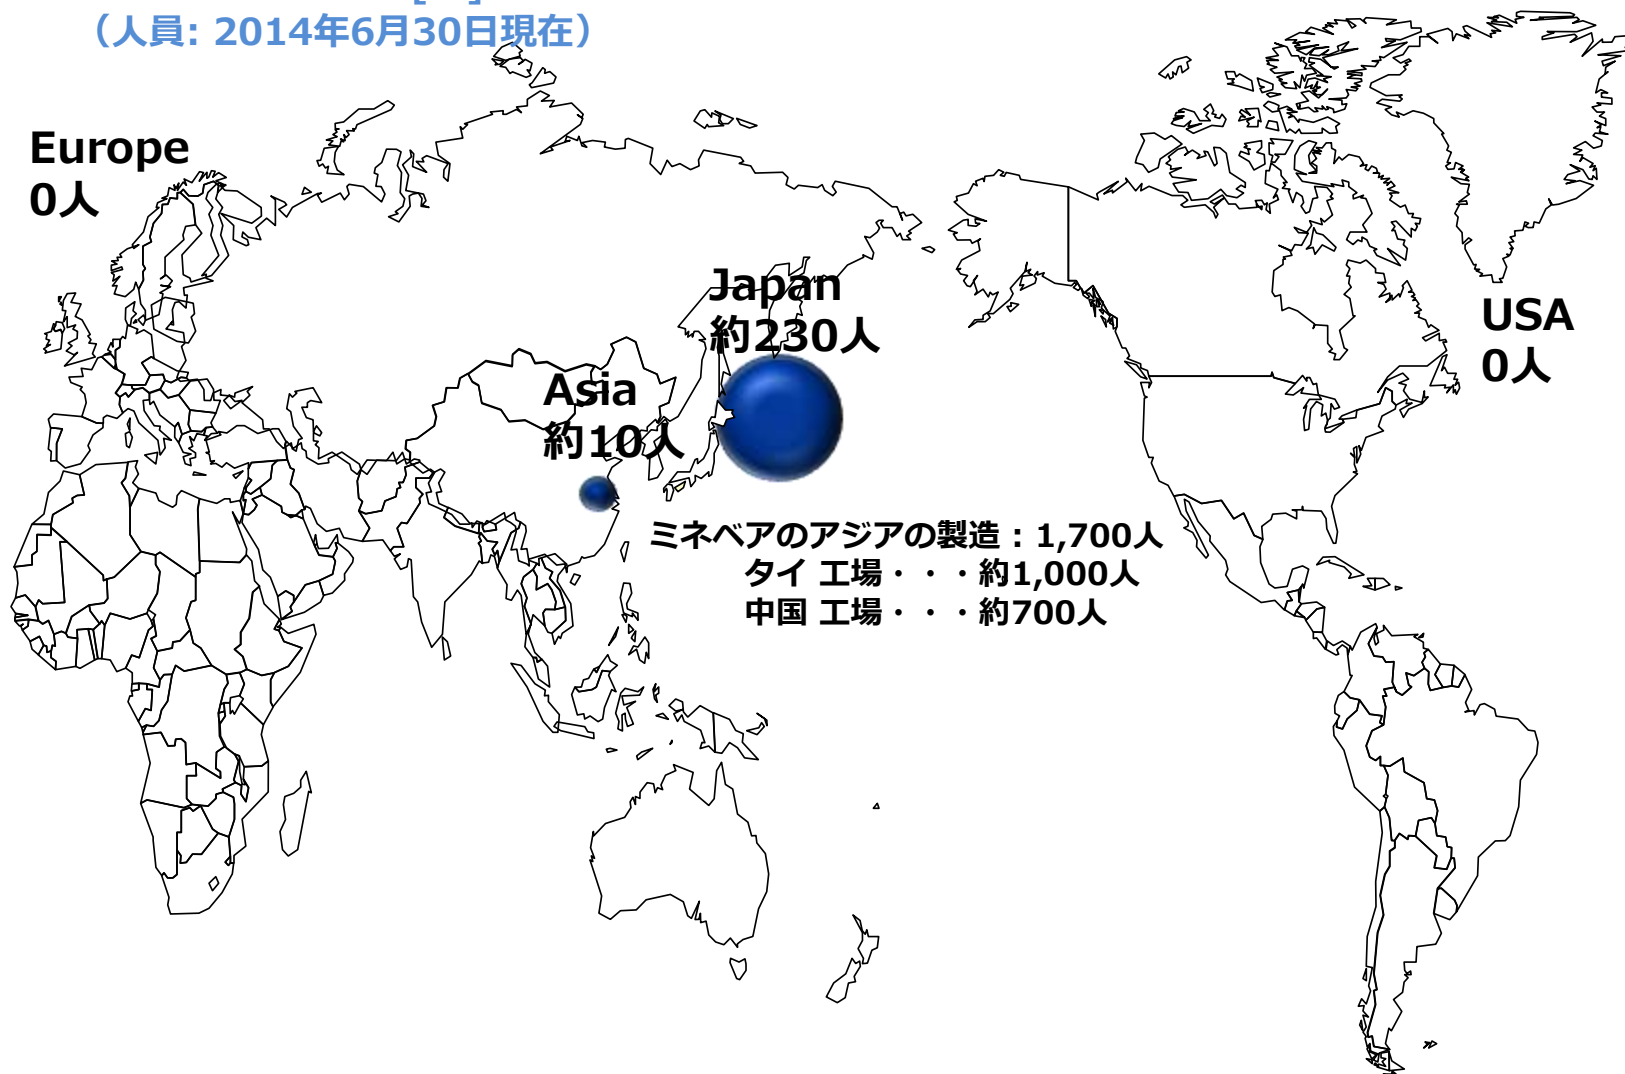 （人員: 2014年6月30日現在）
Europe
0人
Japan
約230人
USA
0人
Asia
約10人
ミネベアのアジアの製造：1,700人
タイ 工場・・・約1,000人
中国 工場・・・約700人